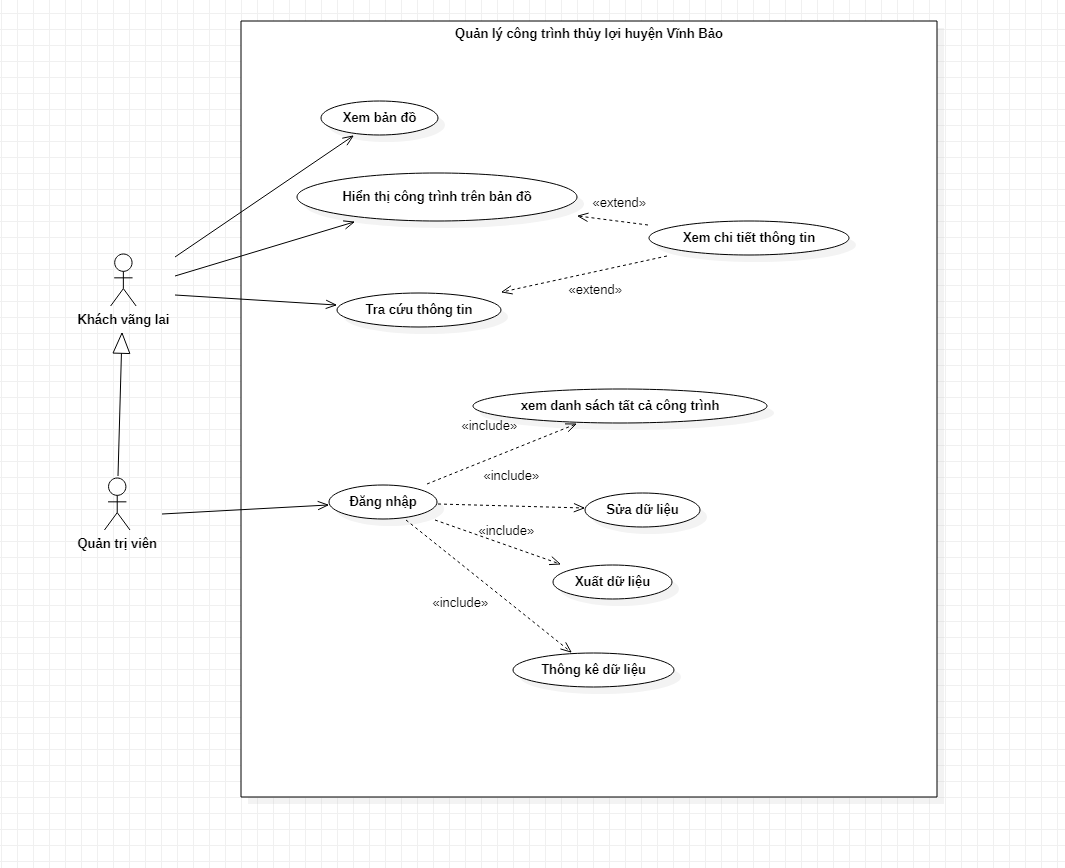 Quản lý công trình thủy lợi huyện Vĩnh Bảo
Xem bản đồ
Hiển thị công trình trên bản đồ
«extend»
Xem chi tiết thông tin
«extend»
Tra cứu thông tin
Khách vãng lai
xem danh sách tất cả công trình
«include»
«include»
Đăng nhập
Sửa dữ liệu
«include»
Quản trị viên
Xuất dữ liệu
«include»
Thông kê dữ liệu